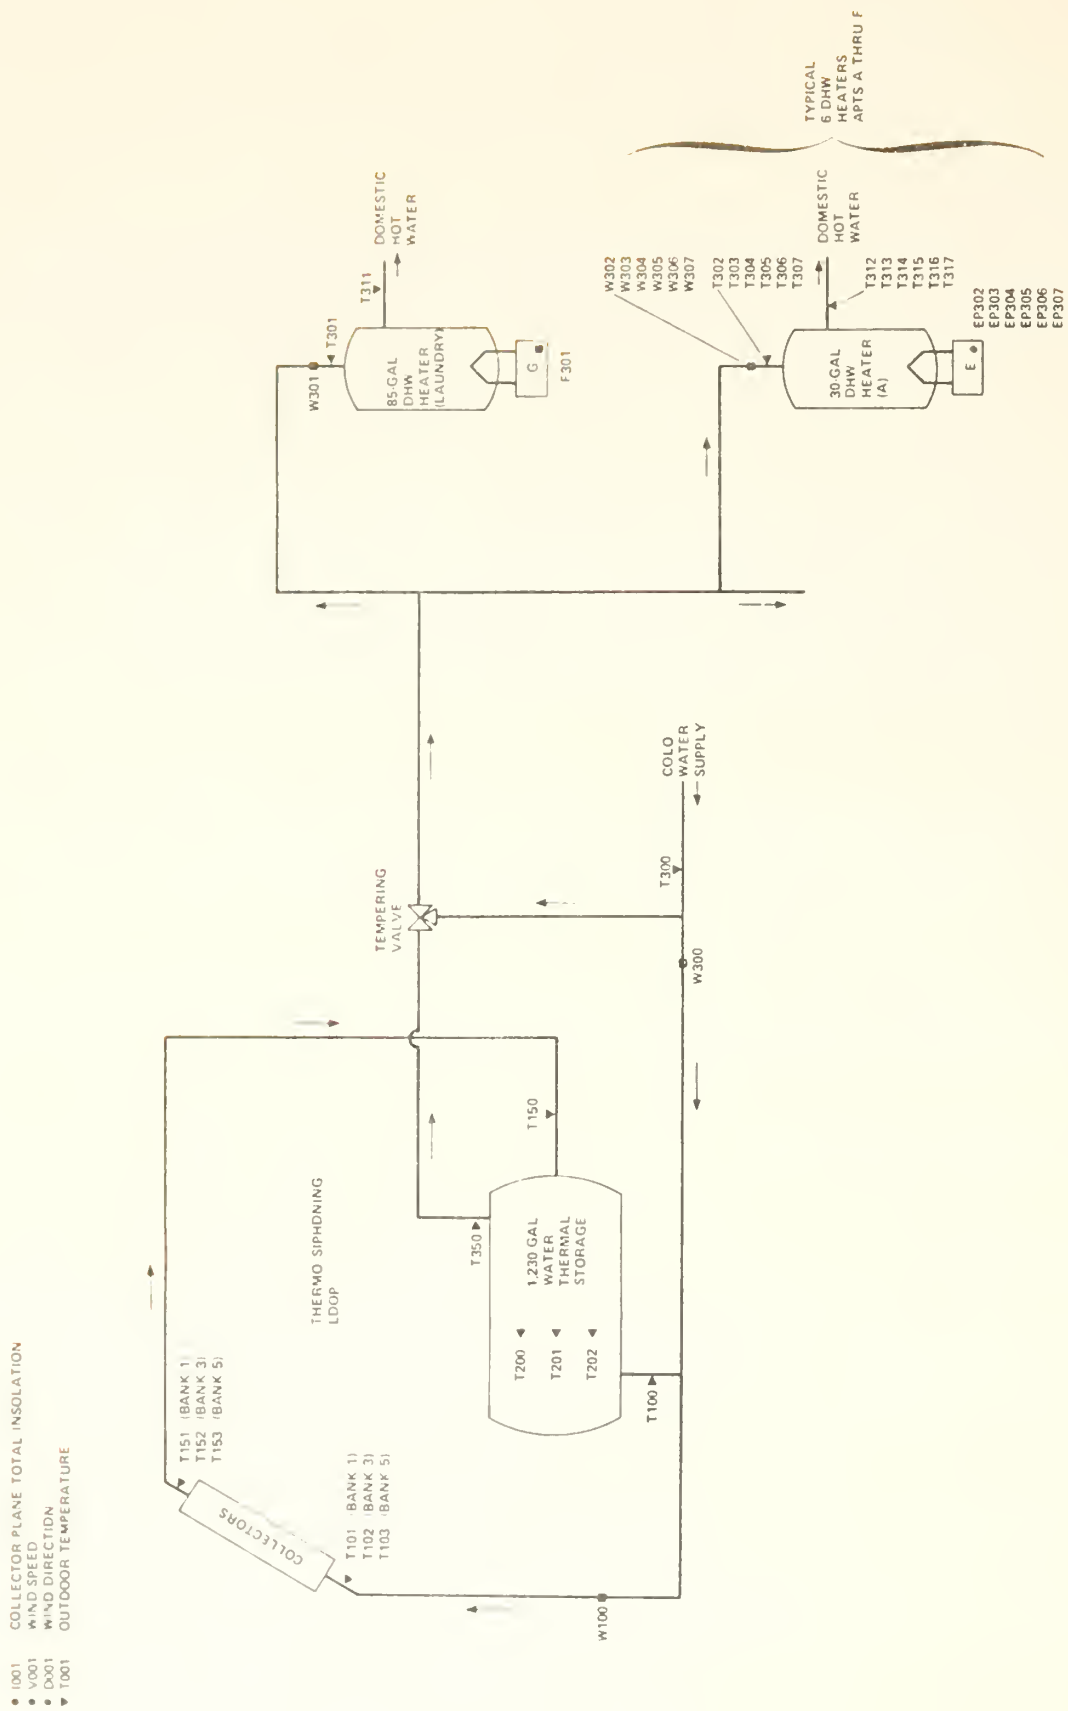 ● I001 COLLECTOR PLANE TOTAL INSOLATION
● V001 WIND SPEED
● D001 WIND DIRECTION
▼ T001 OUTDOOR TEMPERATURE
COLLECTORS
T151 (BANK 1)
T152 (BANK 3)
T153 (BANK 5)
T101 (BANK 1)
T102 (BANK 3)
T103 (BANK 5)
W100
THERMO SIPHONING
LOOP
T350
T150
1,230 GAL
WATER
THERMAL
STORAGE
T200
T201
T202
T100
TEMPERING
VALVE
W300
T300
COLO
WATER
SUPPLY
W301
T301
T311
DOMESTIC
HOT
WATER
85-GAL
DHW
HEATER
(LAUNDRY)
G
F301
W302
W303
W304
W305
W306
W307
T302
T303
T304
T305
T306
T307
DOMESTIC
HOT
WATER
T312
T313
T314
T315
T316
T317
30-GAL
DHW
HEATER
(A)
E
EP302
EP303
EP304
EP305
EP306
EP307
TYPICAL
6 DHW
HEATERS
APTS A THRU F